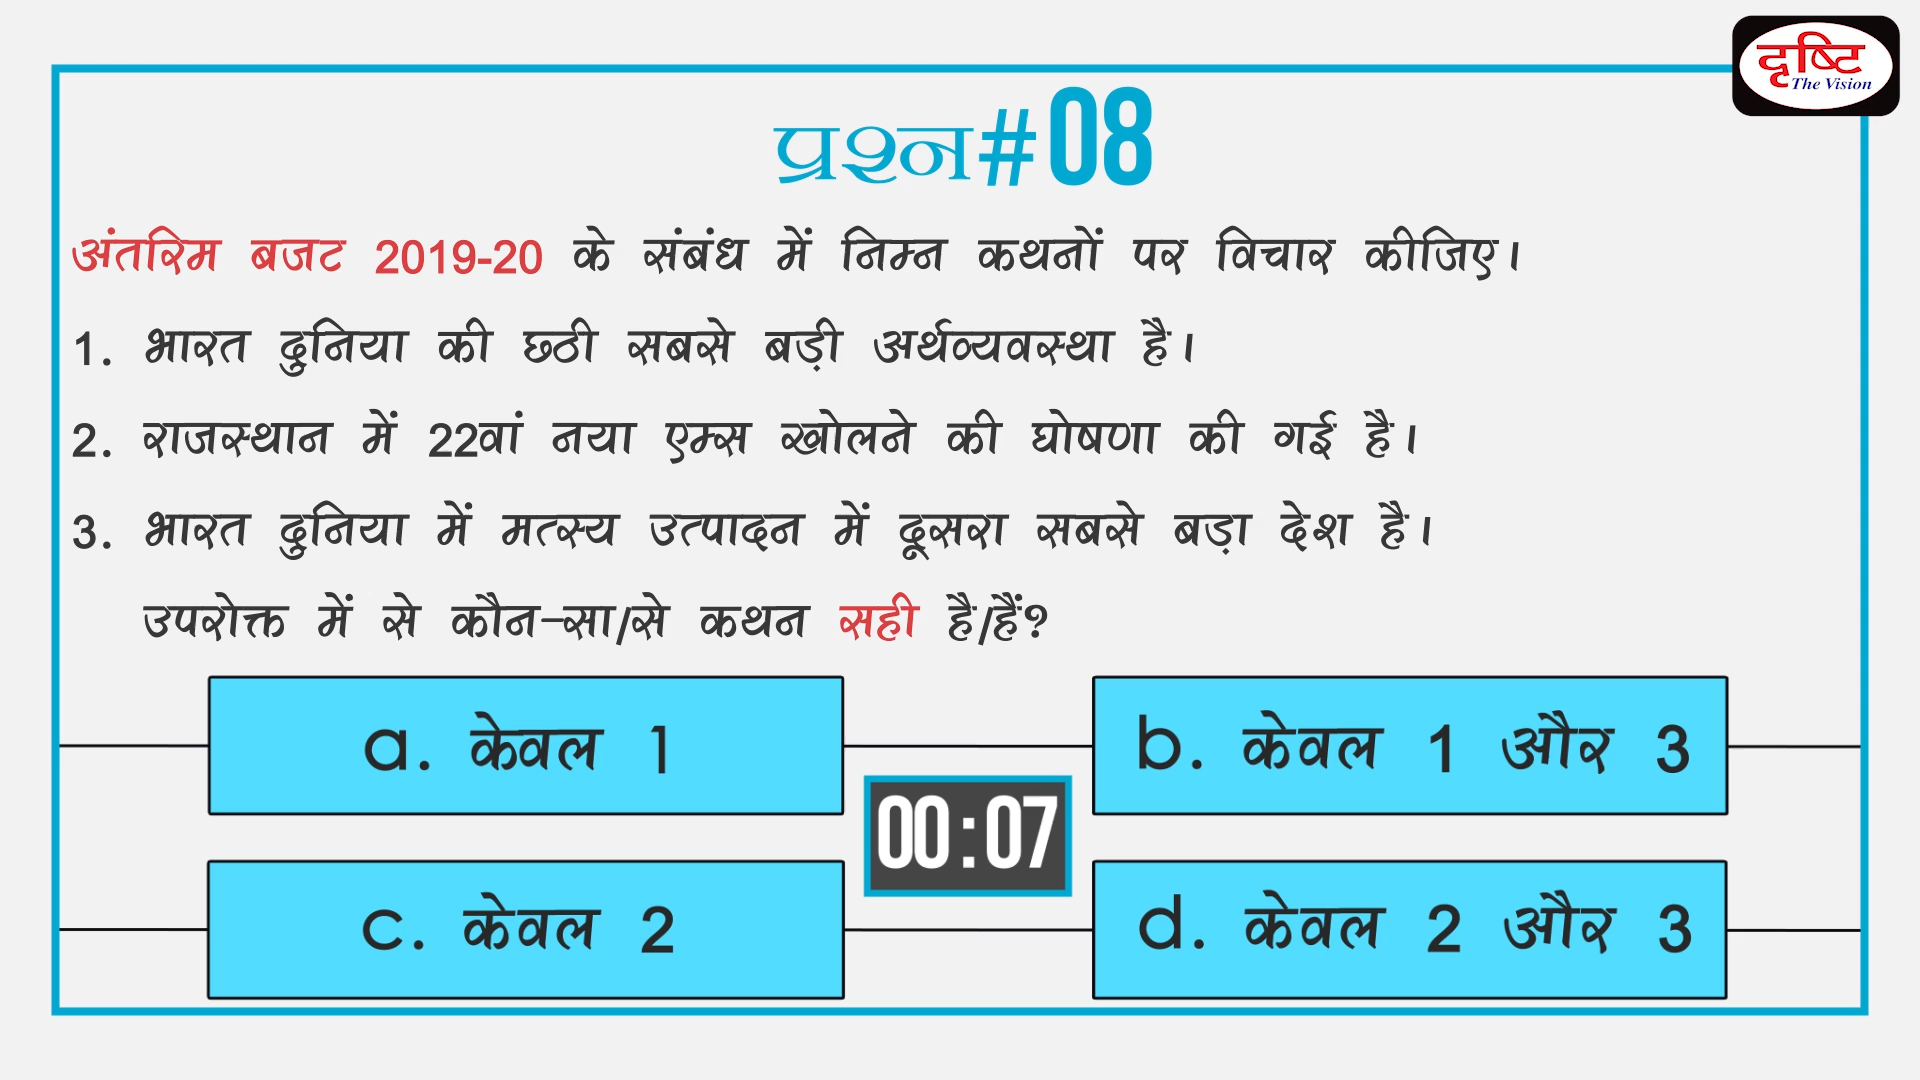 दृष्टि
The Vision
प्रश्न#08
अंतरिम बजट 2019-20 के संबंध में निम्न कथनों पर विचार कीजिए।
1. भारत दुनिया की छठी सबसे बड़ी अर्थव्यवस्था है।
2. राजस्थान में 22वां नया एम्स खोलने की घोषणा की गई है।
3. भारत दुनिया में मत्स्य उत्पादन में दूसरा सबसे बड़ा देश है।
उपरोक्त में से कौन-सा/से कथन सही है/हैं?
a. केवल 1
b. केवल 1 और 3
00:07
c. केवल 2
d. केवल 2 और 3